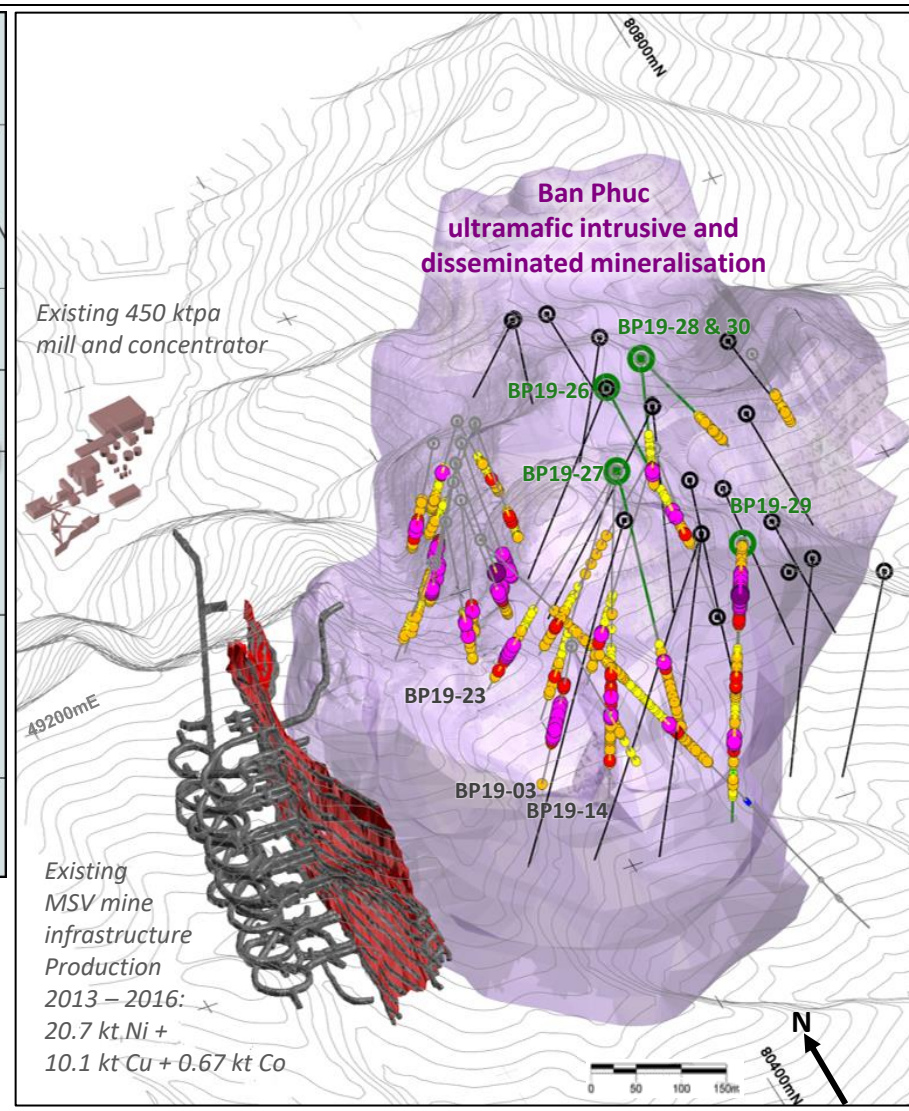 80800mN
Ban Phuc
ultramafic intrusive and
disseminated mineralisation
Existing 450 ktpa
mill and concentrator
BP19-28 & 30
BP19-26
BP19-27
BP19-29
BP19-23
49200mE
BP19-03
BP19-14
Existing
MSV mine
infrastructure
Production
2013 – 2016:
20.7 kt Ni +
10.1 kt Cu + 0.67 kt Co
N
80400mN
0 50 100 150m